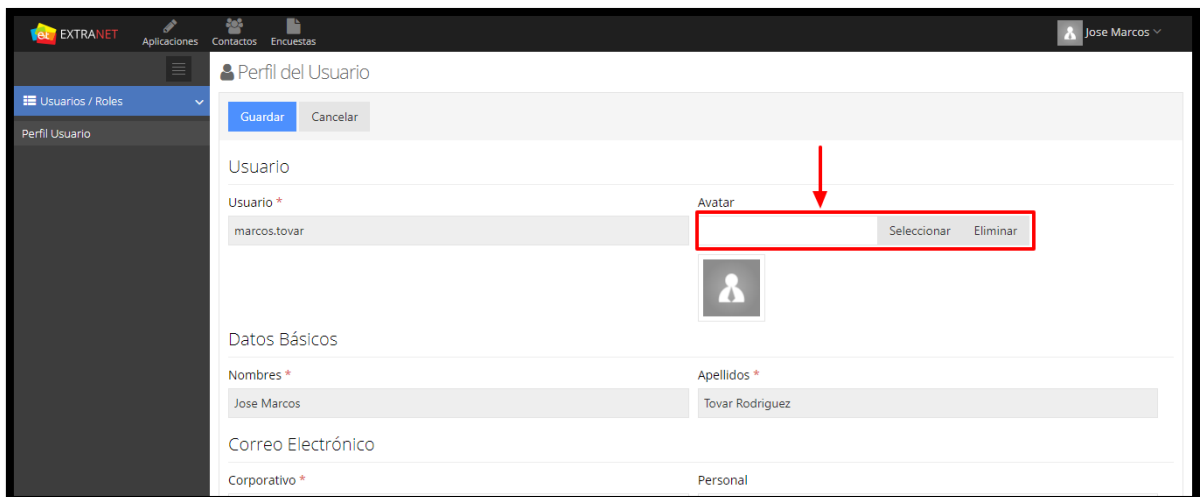 ec EXTRANET
Aplicaciones Contactos Encuestas
Jose Marcos
Perfil del Usuario
Usuarios / Roles
Perfil Usuario
Guardar Cancelar
Usuario
Usuario * Avatar
marcos.tovar Seleccionar Eliminar
Datos Básicos
Nombres * Apellidos *
Jose Marcos Tovar Rodriguez
Correo Electrónico
Corporativo * Personal